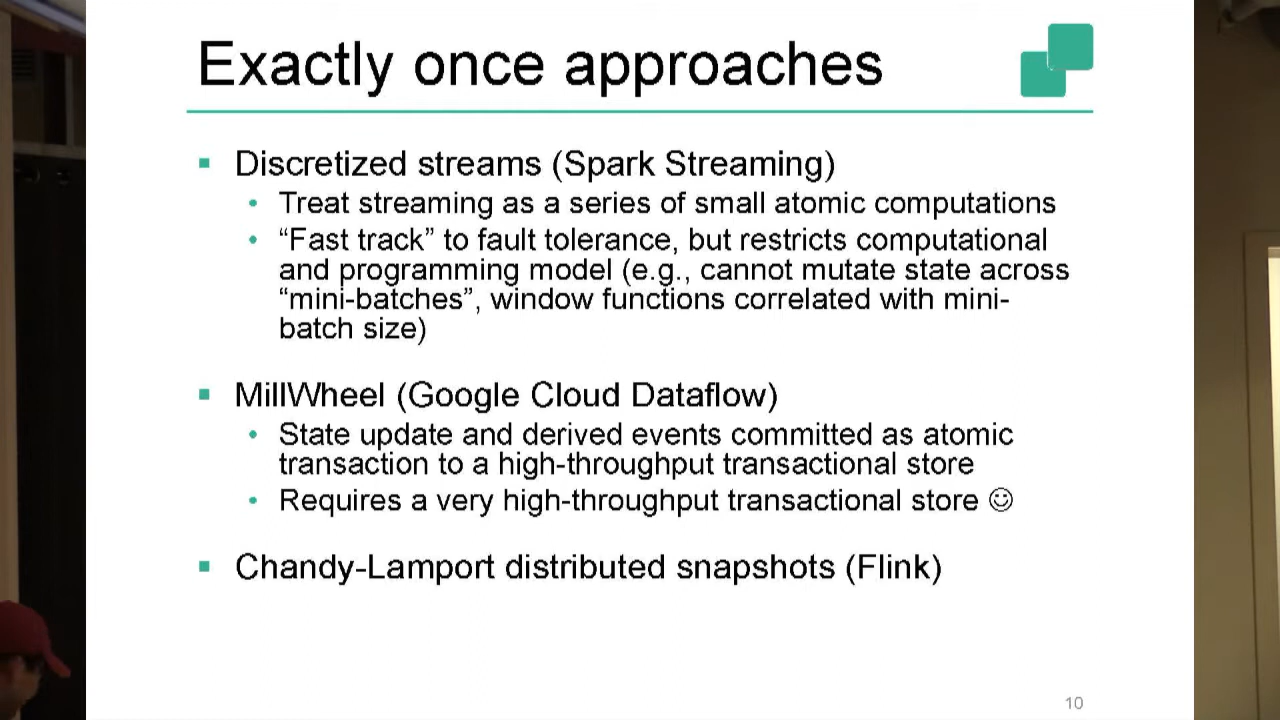 Exactly once approaches
Discretized streams (Spark Streaming)
Treat streaming as a series of small atomic computations
“Fast track” to fault tolerance, but restricts computational
and programming model (e.g., cannot mutate state across
“mini-batches”, window functions correlated with mini-
batch size)
MillWheel (Google Cloud Dataflow)
State update and derived events committed as atomic
transaction to a high-throughput transactional store
Requires a very high-throughput transactional store ☺
Chandy-Lamport distributed snapshots (Flink)
10